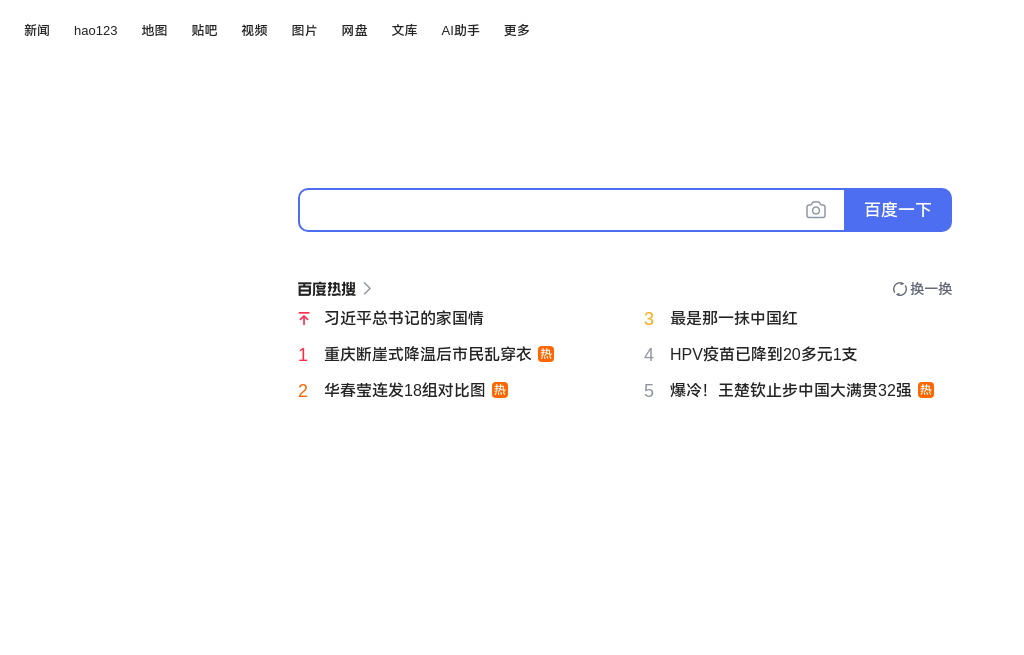 新闻 hao123 地图 贴吧 视频 图片 网盘 文库 AI助手 更多
百度一下
百度热搜 换一换
习近平总书记的家国情
1 重庆断崖式降温后市民乱穿衣 热
2 华春莹连发18组对比图 热
3 最是那一抹中国红
4 HPV疫苗已降到20多元1支
5 爆冷！王楚钦止步中国大满贯32强 热